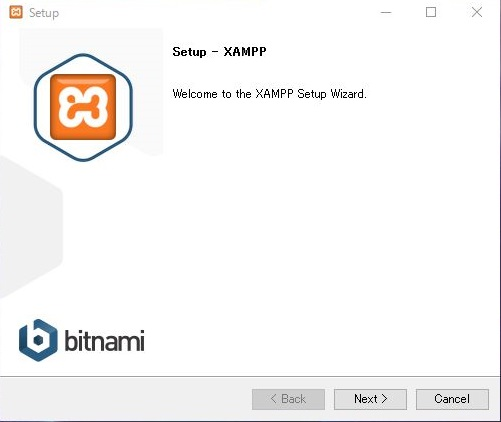 Setup
Setup - XAMPP
Welcome to the XAMPP Setup Wizard.
bitnami
< Back
Next >
Cancel